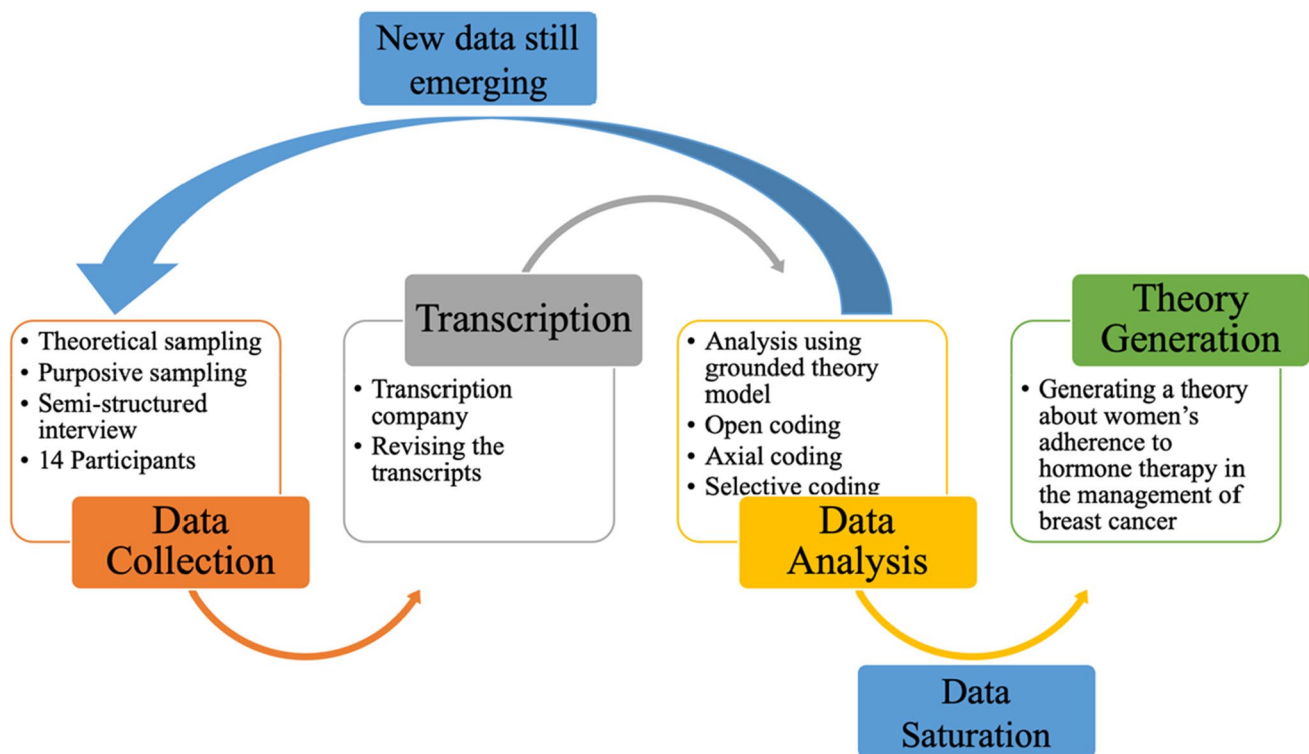 New data still
emerging
• Theoretical sampling
• Purposive sampling
• Semi-structured
interview
• 14 Participants
Data
Collection
Transcription
• Transcription
company
• Revising the
transcripts
• Analysis using
grounded theory
model
• Open coding
• Axial coding
• Selective coding
Data
Analysis
Theory
Generation
• Generating a theory
about women’s
adherence to
hormone therapy in
the management of
breast cancer
Data
Saturation